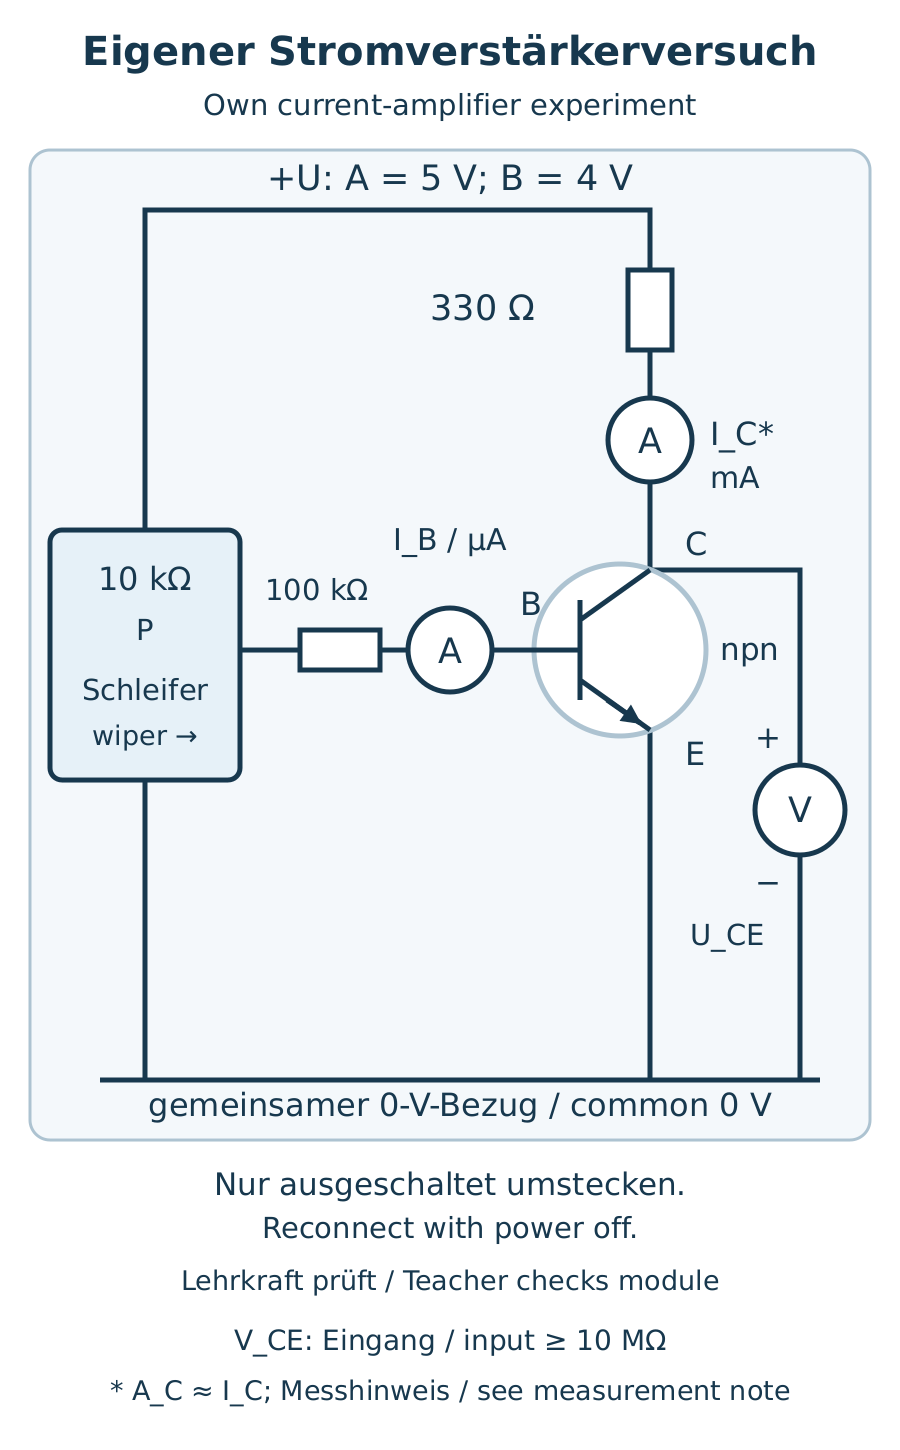 Eigener Stromverstärkerversuch
Own current-amplifier experiment
+U: A = 5 V; B = 4 V
330 Ω
A
I_C*
mA
I_B / µA
C
10 kΩ
P
Schleifer
wiper →
100 kΩ
A
B
npn
E
+
V
−
U_CE
gemeinsamer 0-V-Bezug / common 0 V
Nur ausgeschaltet umstecken.
Reconnect with power off.
Lehrkraft prüft / Teacher checks module
V_CE: Eingang / input ≥ 10 MΩ
* A_C ≈ I_C; Messhinweis / see measurement note